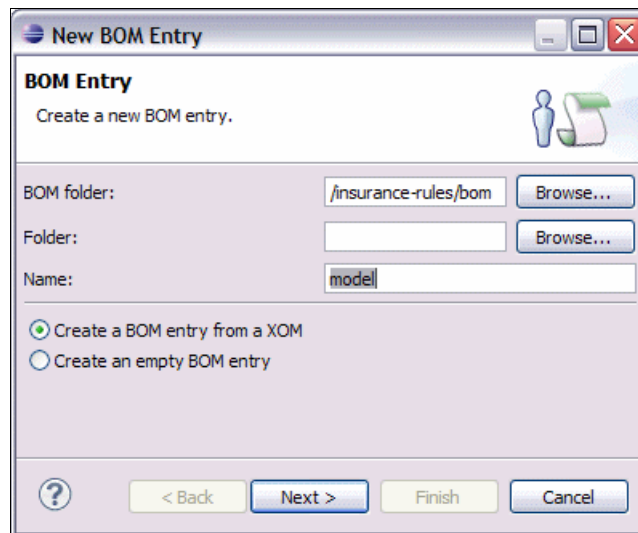 New BOM Entry
BOM Entry
Create a new BOM entry.
BOM folder: /insurance-rules/bom Browse...
Folder: Browse...
Name: model
Create a BOM entry from a XOM
Create an empty BOM entry
? < Back Next > Finish Cancel